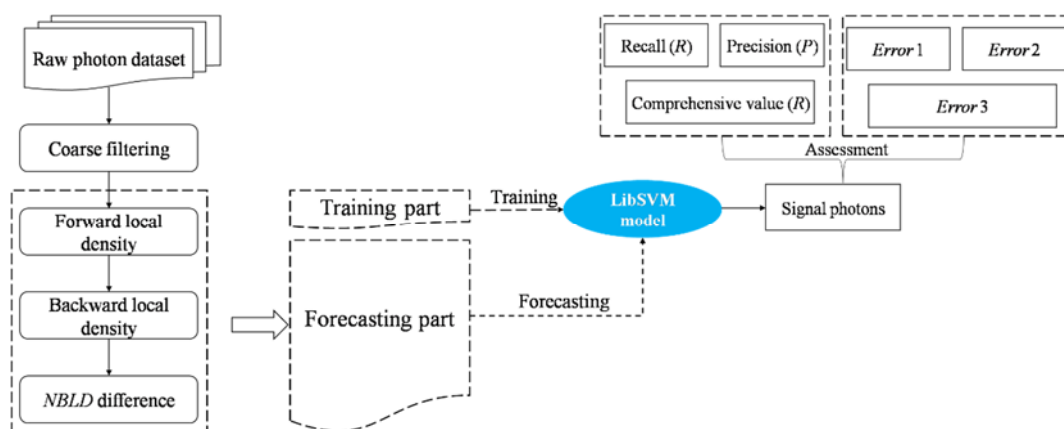 Raw photon dataset
Coarse filtering
Forward local
density
Backward local
density
NBLD difference
Training part
Forecasting part
Training
Forecasting
LibSVM
model
Signal photons
Assessment
Recall (R)
Precision (P)
Comprehensive value (R)
Error 1
Error 2
Error 3